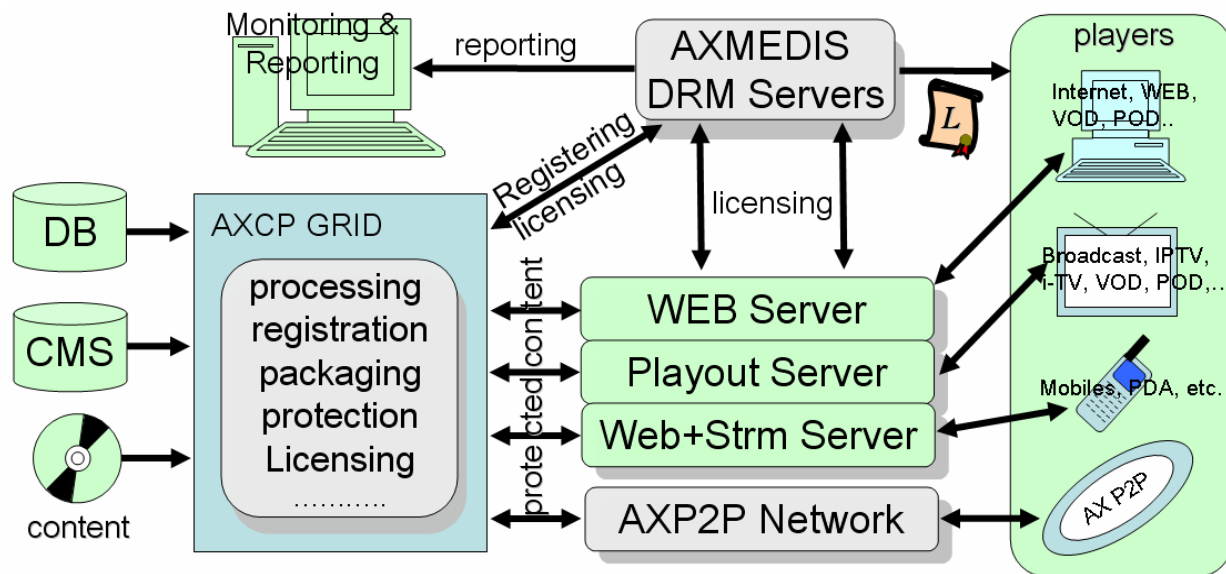 Monitoring &
Reporting
reporting
AXMEDIS
DRM Servers
L
players
Internet, WEB,
VOD, POD..
Registering
licensing
licensing
DB
CMS
content
AXCP GRID
processing
registration
packaging
protection
Licensing
...........
protected content
WEB Server
Playout Server
Web+Strm Server
AXP2P Network
Broadcast, IPTV,
i-TV, VOD, POD,...
Mobiles, PDA, etc.
AX P2P